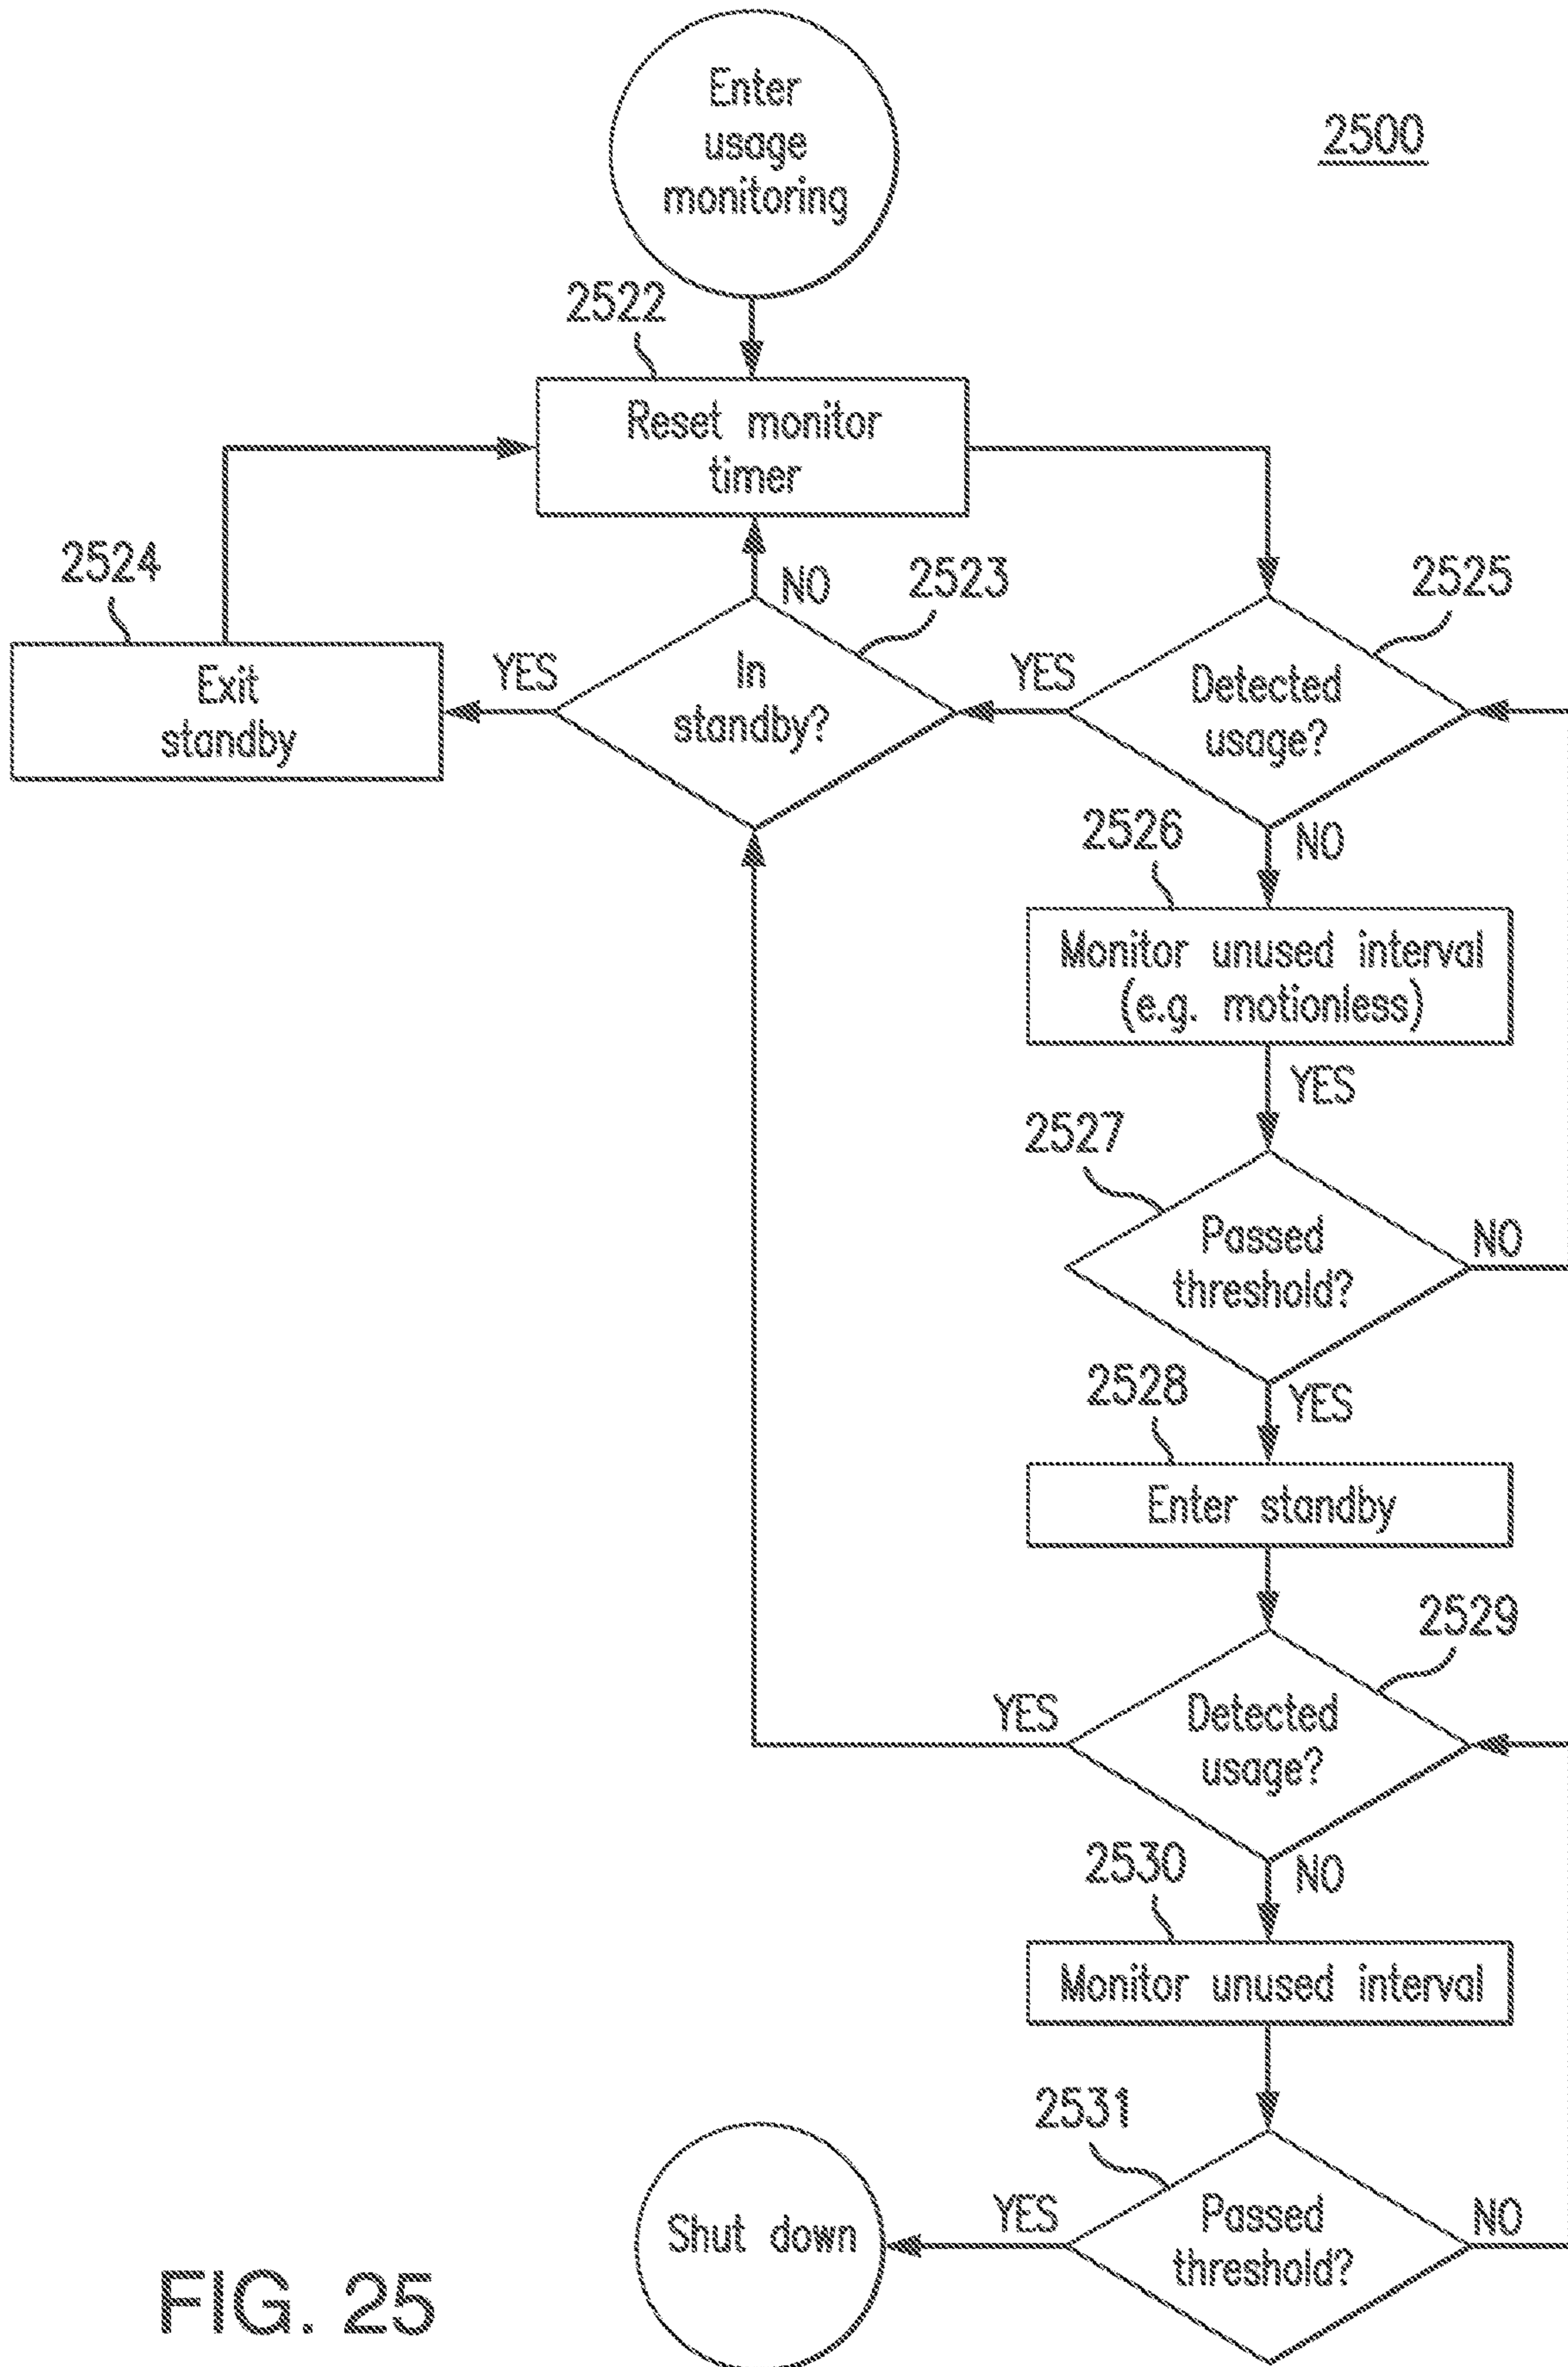 Enter
usage
monitoring
2500
2522
Reset monitor
timer
2524
Exit
standby
YES
NO
2523
In
standby?
YES
2525
Detected
usage?
NO
2526
Monitor unused interval
(e.g. motionless)
YES
2527
Passed
threshold?
NO
YES
2528
Enter standby
2529
YES
Detected
usage?
NO
2530
Monitor unused interval
2531
Shut down
YES
Passed
threshold?
NO
FIG. 25